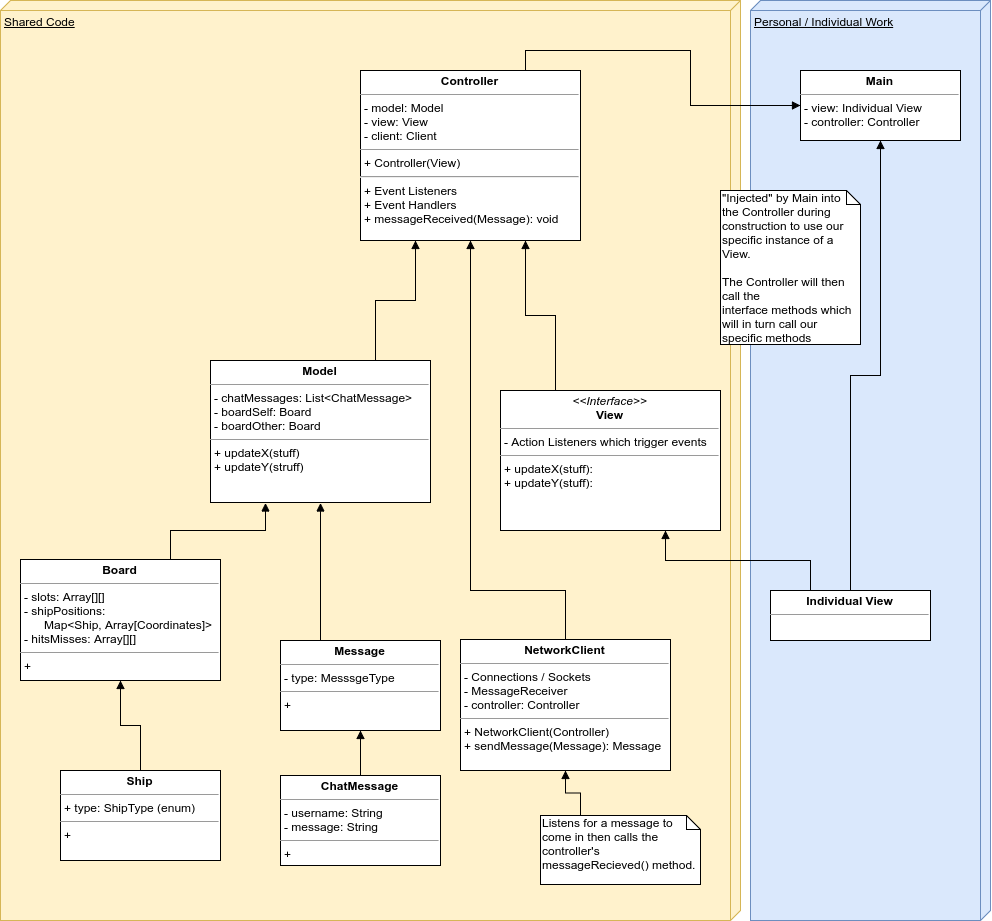 Shared Code
Personal / Individual Work
Controller
- model: Model
- view: View
- client: Client
+ Controller(View)
+ Event Listeners
+ Event Handlers
+ messageReceived(Message): void
Main
- view: Individual View
- controller: Controller
"Injected" by Main into
the Controller during
construction to use our
specific instance of a
View.
The Controller will then
call the
interface methods which
will in turn call our
specific methods
Model
- chatMessages: List<ChatMessage>
- boardSelf: Board
- boardOther: Board
+ updateX(stuff)
+ updateY(struff)
<<Interface>>
View
- Action Listeners which trigger events
+ updateX(stuff):
+ updateY(stuff):
Board
- slots: Array[][]
- shipPositions:
Map<Ship, Array[Coordinates]>
- hitsMisses: Array[][]
+
Individual View
Message
- type: MesssgeType
+
NetworkClient
- Connections / Sockets
- MessageReceiver
- controller: Controller
+ NetworkClient(Controller)
+ sendMessage(Message): Message
Ship
+ type: ShipType (enum)
+
ChatMessage
- username: String
- message: String
+
Listens for a message to
come in then calls the
controller's
messageRecieved() method.